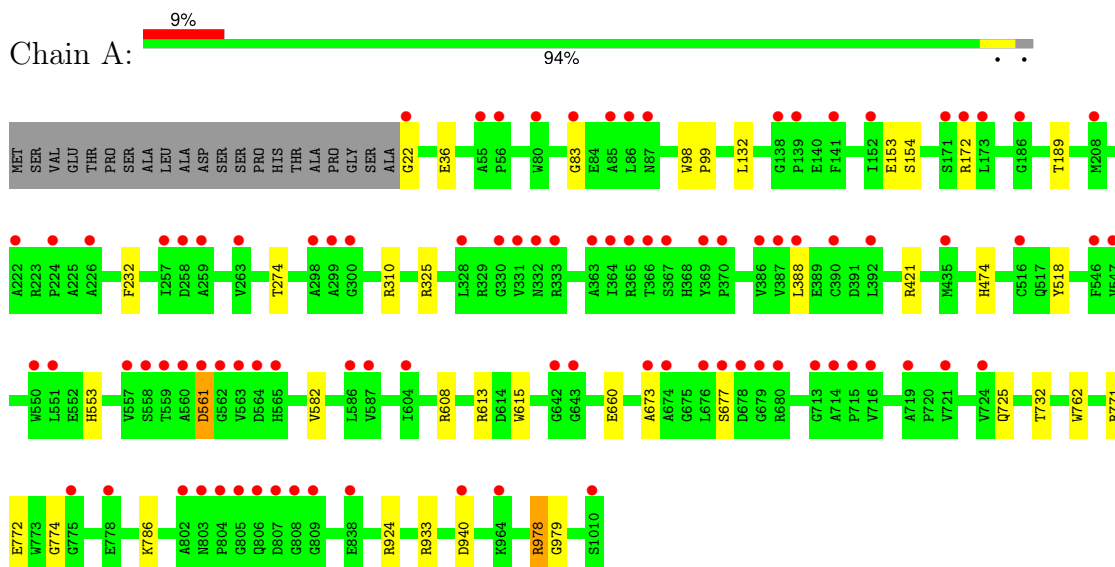 9%
Chain A:
94%
• •
MET SER VAL GLU THR PRO SER ALA LEU ALA ASP SER SER PRO HIS THR ALA PRO GLY SER ALA G22 E36 A55 P56 W80 G83 E84 A85 L86 N87 W98 P99 L132 G138 P139 E140 F141 I152 E153 S154 S171 R172 L173 G186 T189 M208
A222 R223 P224 A225 A226 F232 I257 D258 A259 V263 T274 A298 A299 G300 R310 R325 L328 R329 G330 V331 N332 R333 A363 I364 R365 T366 S367 H368 Y369 P370 V386 V387 L388 E389 C390 D391 L392 R421 M435 H474 C516 Q517 Y518 F546 V547
W550 L551 E552 H553 V557 S558 T559 A560 D561 G562 V563 D564 H565 V582 L586 V587 I604 R608 R613 D614 W615 G642 G643 E660 A673 A674 G675 L676 S677 D678 G679 R680 G713 A714 P715 V716 A719 P720 V721 V724 Q725 T732 W762
E772 W773 G774 G775 E778 K786 A802 N803 P804 G805 Q806 D807 G808 G809 E838 R924 R933 D940 K964 R978 G979 S1010